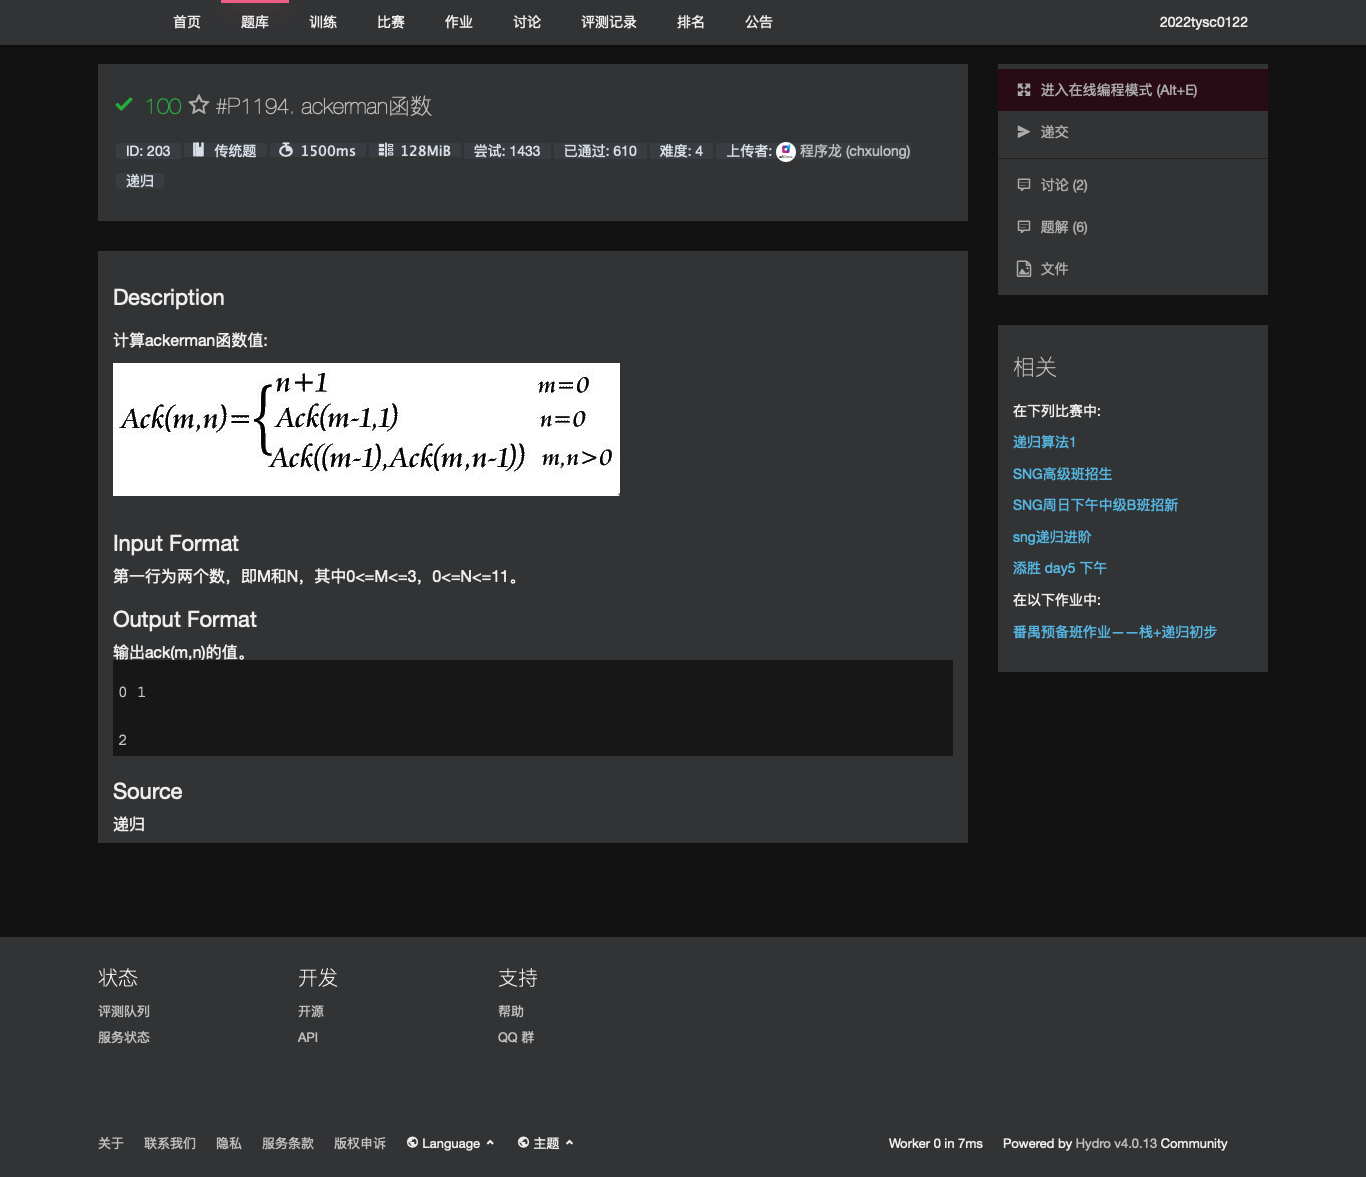 首页 题库 训练 比赛 作业 讨论 评测记录 排名 公告 2022tysc0122
100 #P1194. ackerman函数
ID: 203 传统题 1500ms 128MiB 尝试: 1433 已通过: 610 难度: 4 上传者: 程序龙 (chxulong)
递归
Description
计算ackerman函数值:
Ack(m,n)={ n+1 m=0
Ack(m-1,1) n=0
Ack((m-1),Ack(m,n-1)) m,n>0
Input Format
第一行为两个数，即M和N，其中0<=M<=3，0<=N<=11。
Output Format
输出ack(m,n)的值。
0 1
2
Source
递归
进入在线编程模式 (Alt+E)
递交
讨论 (2)
题解 (6)
文件
相关
在下列比赛中:
递归算法1
SNG高级班招生
SNG周日下午中级B班招新
sng递归进阶
添胜 day5 下午
在以下作业中:
番禺预备班作业——栈+递归初步
状态
评测队列
服务状态
开发
开源
API
支持
帮助
QQ 群
关于 联系我们 隐私 服务条款 版权申诉 Language 主题 Worker 0 in 7ms Powered by Hydro v4.0.13 Community